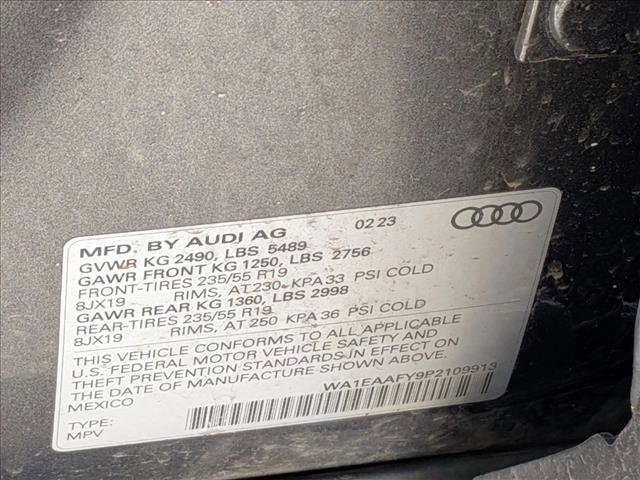 MFD. BY AUDI AG 02 23
GVWR KG 2490, LBS 5489
GAWR FRONT KG 1250, LBS 2756
FRONT-TIRES 235/55 R19
8JX19 RIMS, AT 230 KPA 33 PSI COLD
GAWR REAR KG 1360, LBS 2998
REAR-TIRES 235/55 R19
8JX19 RIMS, AT 250 KPA 36 PSI COLD
THIS VEHICLE CONFORMS TO ALL APPLICABLE
U.S. FEDERAL MOTOR VEHICLE SAFETY AND
THEFT PREVENTION STANDARDS IN EFFECT ON
THE DATE OF MANUFACTURE SHOWN ABOVE.
MEXICO
WA1EAAFY9P2109913
TYPE:
MPV